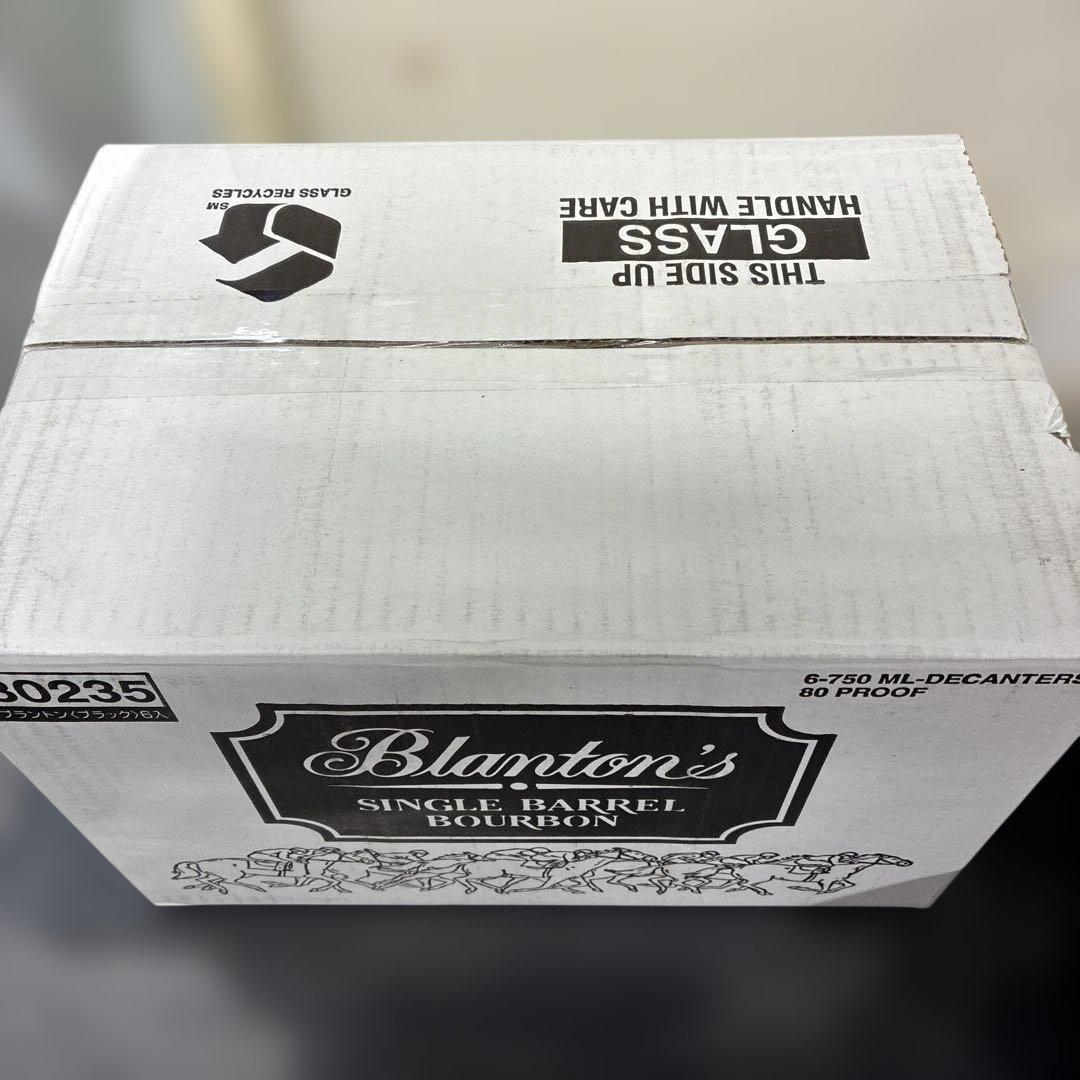 GLASS RECYCLES
SM
THIS SIDE UP
GLASS
HANDLE WITH CARE
30235
ブラントン〈ブラック〉6入
6-750 ML-DECANTERS
80 PROOF
Blanton's
SINGLE BARREL
BOURBON